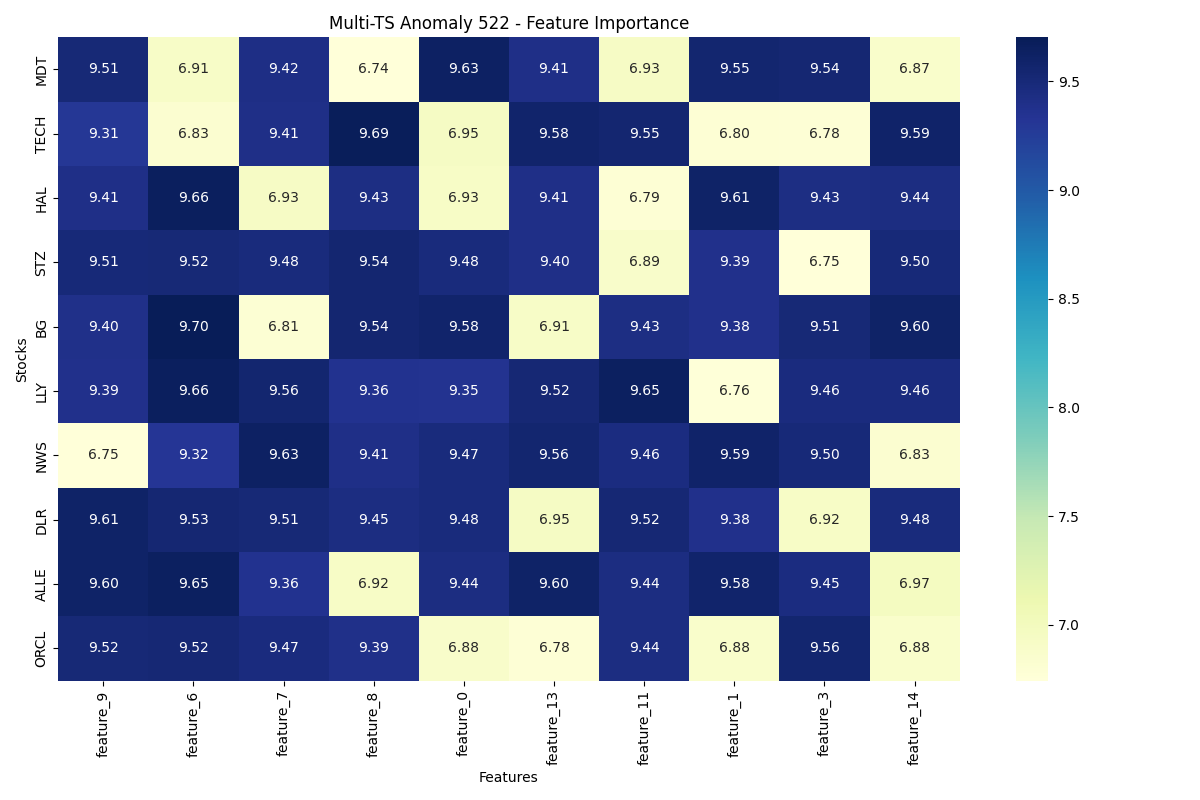 Multi-TS Anomaly 522 - Feature Importance
Stocks
MDT 9.51 6.91 9.42 6.74 9.63 9.41 6.93 9.55 9.54 6.87
TECH 9.31 6.83 9.41 9.69 6.95 9.58 9.55 6.80 6.78 9.59
HAL 9.41 9.66 6.93 9.43 6.93 9.41 6.79 9.61 9.43 9.44
STZ 9.51 9.52 9.48 9.54 9.48 9.40 6.89 9.39 6.75 9.50
BG 9.40 9.70 6.81 9.54 9.58 6.91 9.43 9.38 9.51 9.60
LLY 9.39 9.66 9.56 9.36 9.35 9.52 9.65 6.76 9.46 9.46
NWS 6.75 9.32 9.63 9.41 9.47 9.56 9.46 9.59 9.50 6.83
DLR 9.61 9.53 9.51 9.45 9.48 6.95 9.52 9.38 6.92 9.48
ALLE 9.60 9.65 9.36 6.92 9.44 9.60 9.44 9.58 9.45 6.97
ORCL 9.52 9.52 9.47 9.39 6.88 6.78 9.44 6.88 9.56 6.88
feature_9 feature_6 feature_7 feature_8 feature_0 feature_13 feature_11 feature_1 feature_3 feature_14
Features
9.5
9.0
8.5
8.0
7.5
7.0